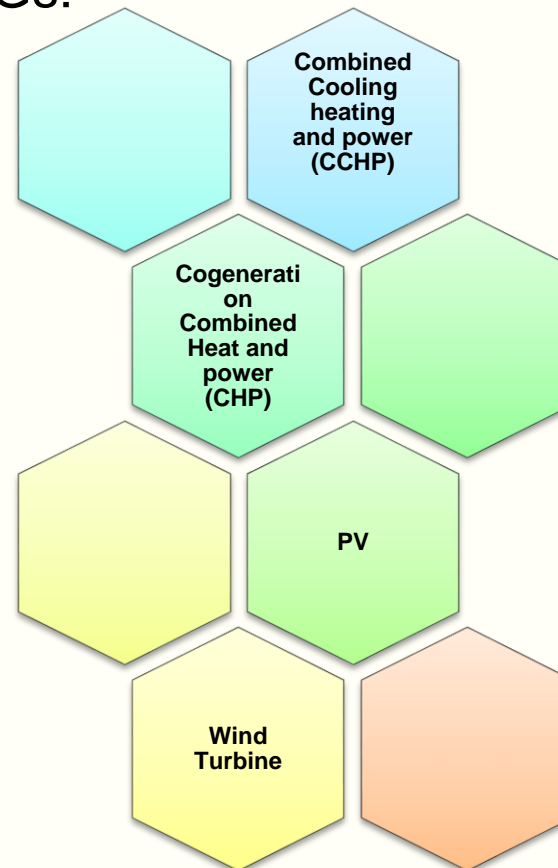 Combined
Cooling
heating
and power
(CCHP)
Cogenerati
on
Combined
Heat and
power
(CHP)
PV
Wind
Turbine